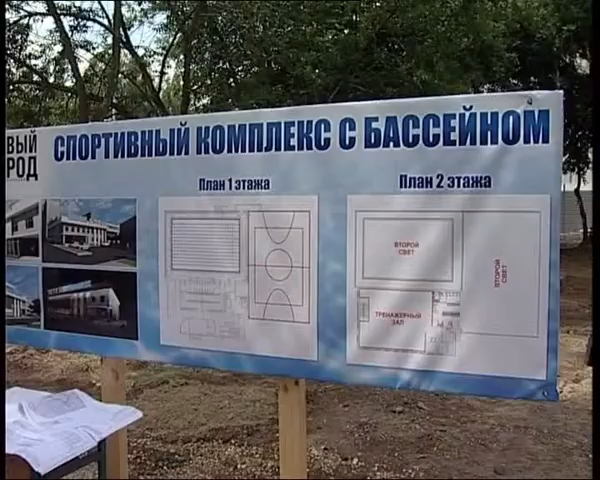 ВЫЙ
РОД
СПОРТИВНЫЙ КОМПЛЕКС С БАССЕЙНОМ
План 1 этажа
План 2 этажа
ВТОРОЙ
СВЕТ
ВТОРОЙ
СВЕТ
ТРЕНАЖЕРНЫЙ
ЗАЛ